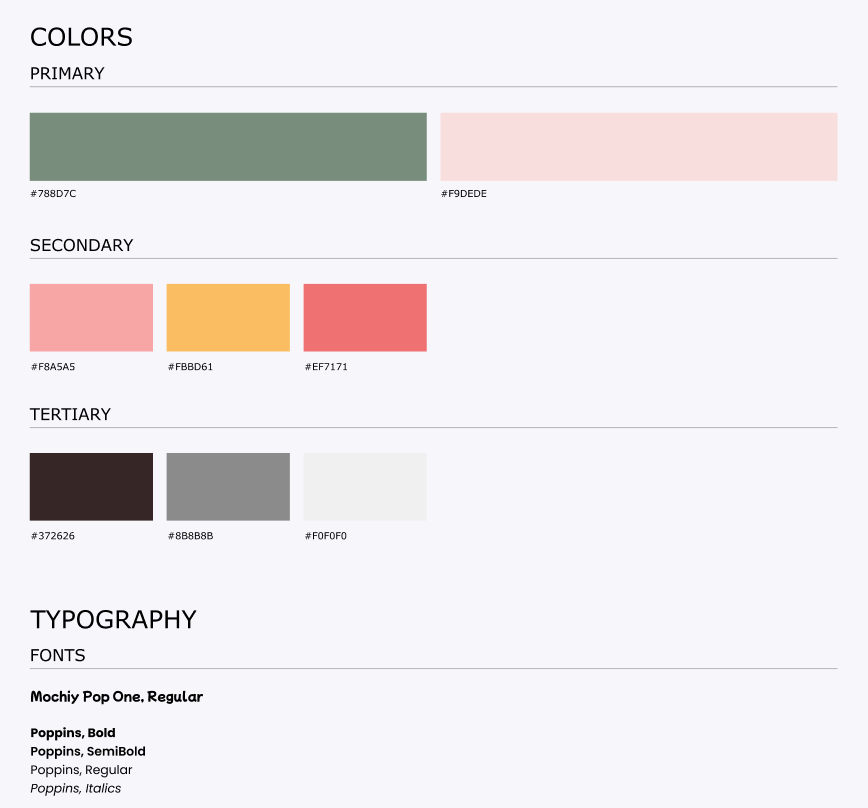 COLORS
PRIMARY
#788D7C #F9DEDE
SECONDARY
#F8A5A5 #FBBD61 #EF7171
TERTIARY
#372626 #8B8B8B #F0F0F0
TYPOGRAPHY
FONTS
Mochiy Pop One, Regular
Poppins, Bold
Poppins, SemiBold
Poppins, Regular
Poppins, Italics